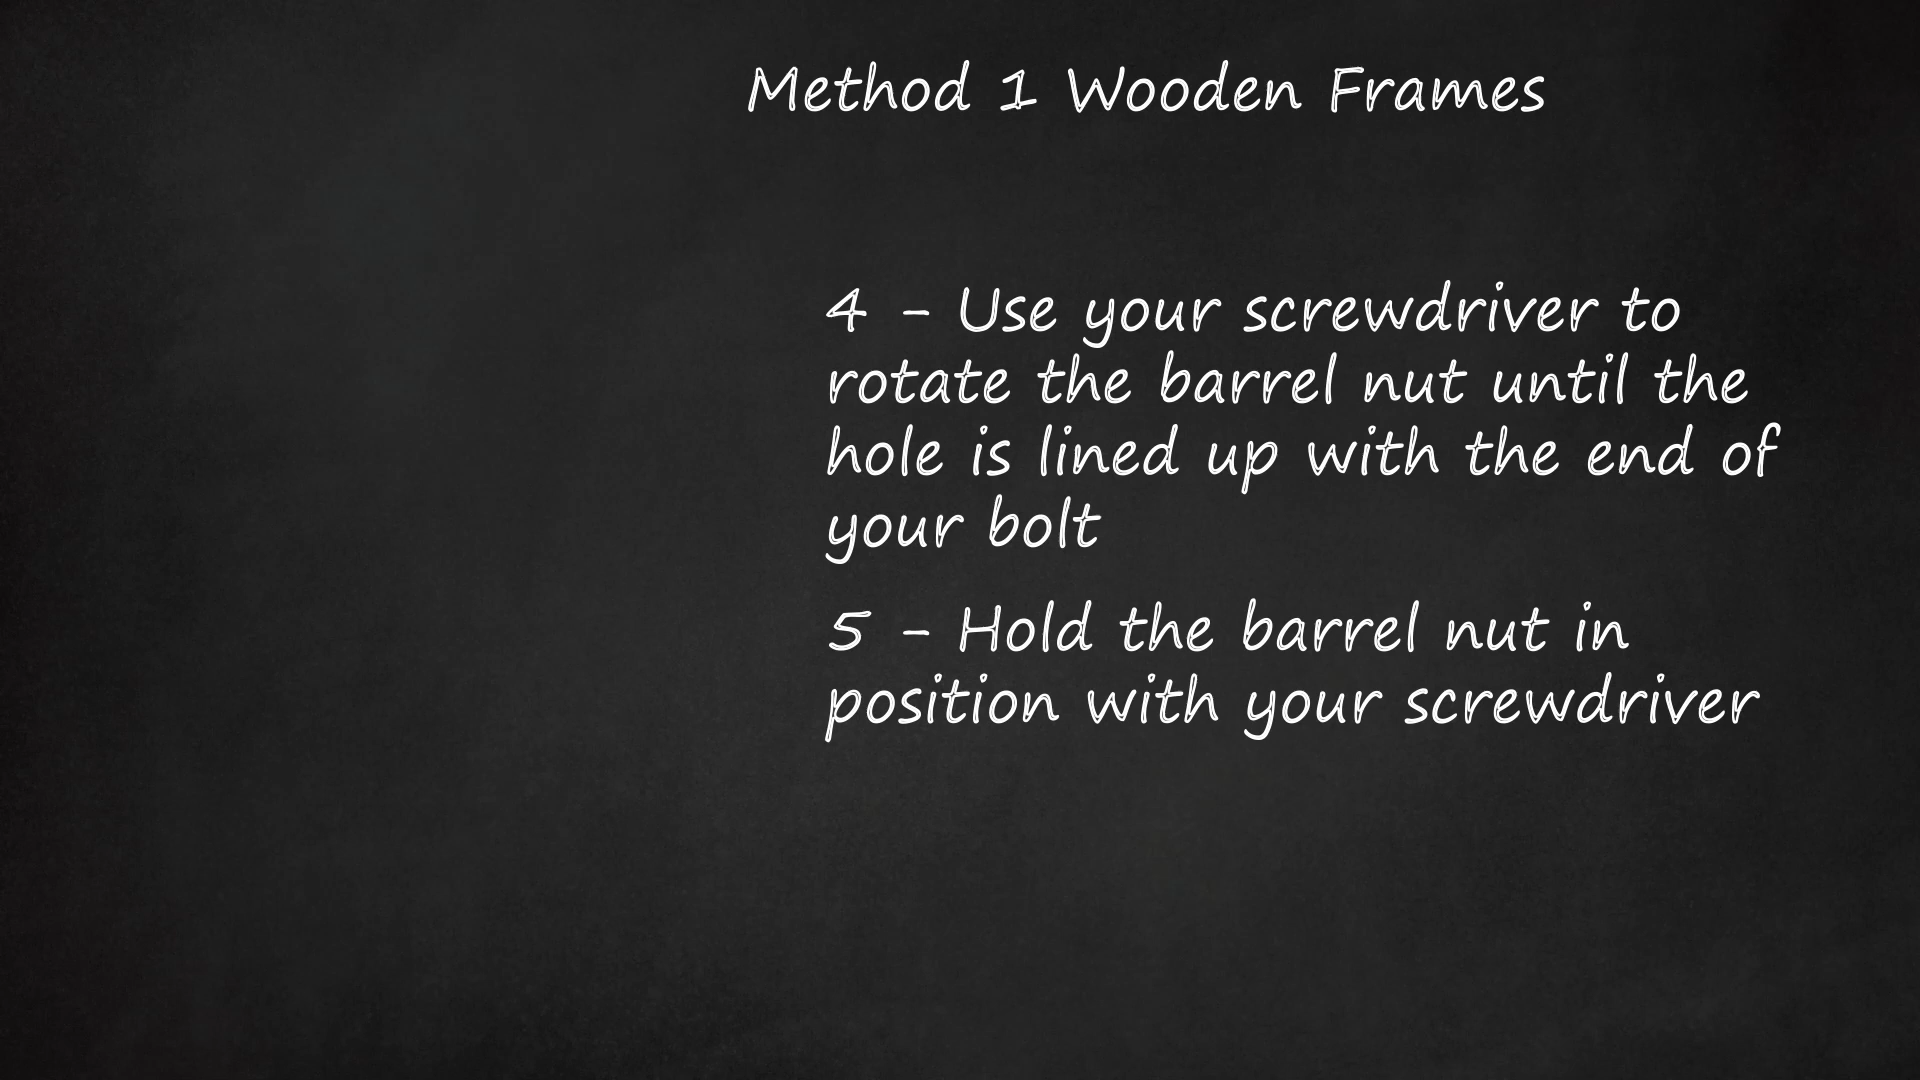 Method 1 Wooden Frames
4 - Use your screwdriver to
rotate the barrel nut until the
hole is lined up with the end of
your bolt
5 - Hold the barrel nut in
position with your screwdriver